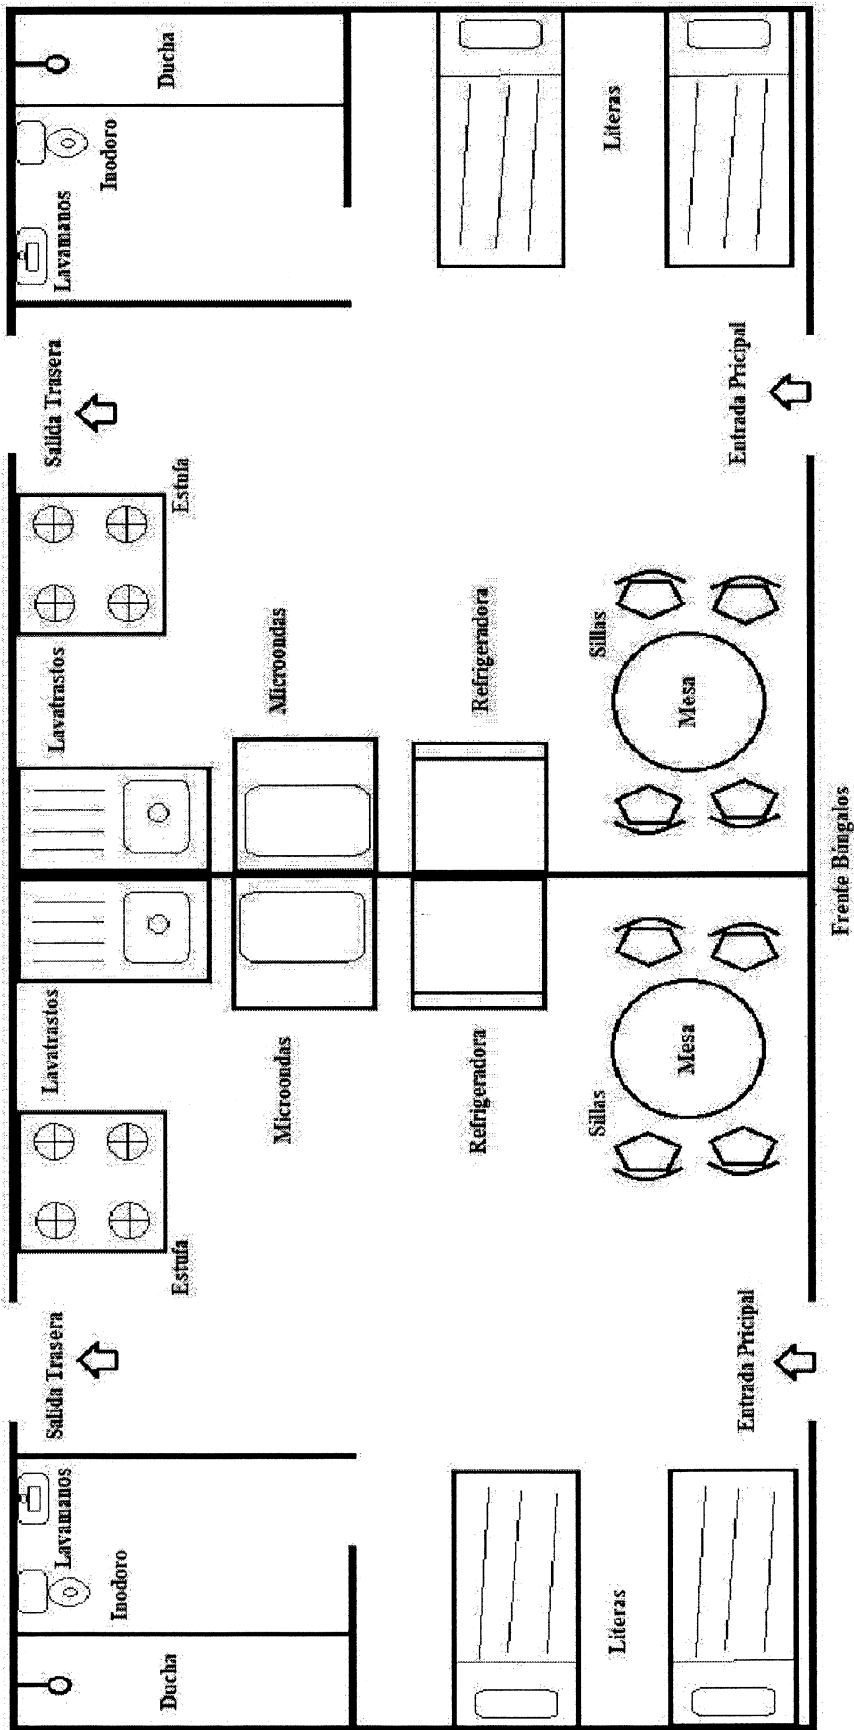 Lavamanos
Salida Trasera
Lavatrastos
Lavatrastos
Salida Trasera
Lavamanos
Inodoro
Inodoro
Ducha
Estufa
Estufa
Ducha
Microondas
Microondas
Refrigeradora
Refrigeradora
Literas
Sillas
Sillas
Literas
Mesa
Mesa
Entrada Pricipal
Entrada Pricipal
Frente Bungalos